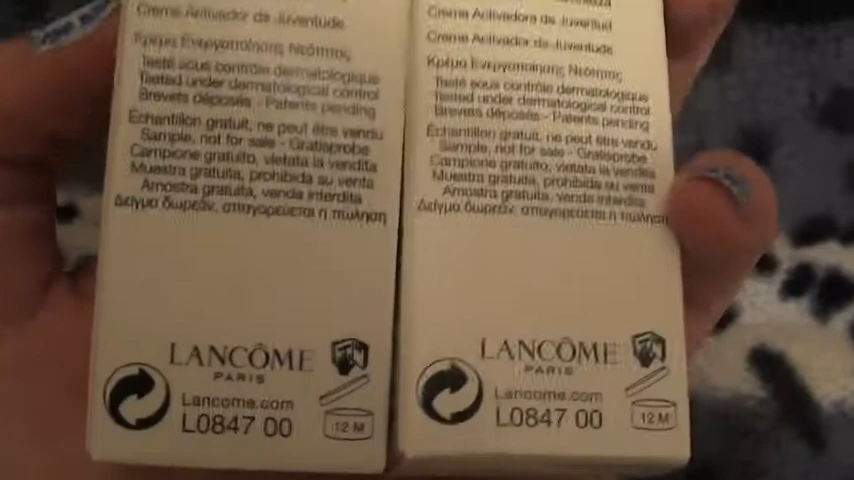 Creme Activador da Juventude
Κρέμα Ενεργοποίησης Νεότητας
Testé sous contrôle dermatologique
Tested under dermatological control
Brevets déposés - Patents pending
Échantillon gratuit, ne peut être vendu
Sample, not for sale - Gratisprobe
Campione gratuito, vietata la vendita
Muestra gratuita, prohibida su venta
Amostra gratuita, venda interdita
Δείγμα δωρεάν, απαγορεύεται η πώληση
LANCÔME
PARIS
Lancome.com
L0847 00
12 M
Crema Activadora de Juventud
Creme Activador da Juventude
Κρέμα Ενεργοποίησης Νεότητας
Testé sous contrôle dermatologique
Tested under dermatological control
Brevets déposés - Patents pending
Échantillon gratuit, ne peut être vendu
Sample, not for sale - Gratisprobe
Campione gratuito, vietata la vendita
Muestra gratuita, prohibida su venta
Amostra gratuita, venda interdita
Δείγμα δωρεάν, απαγορεύεται η πώληση
LANCÔME
PARIS
Lancome.com
L0847 00
12 M